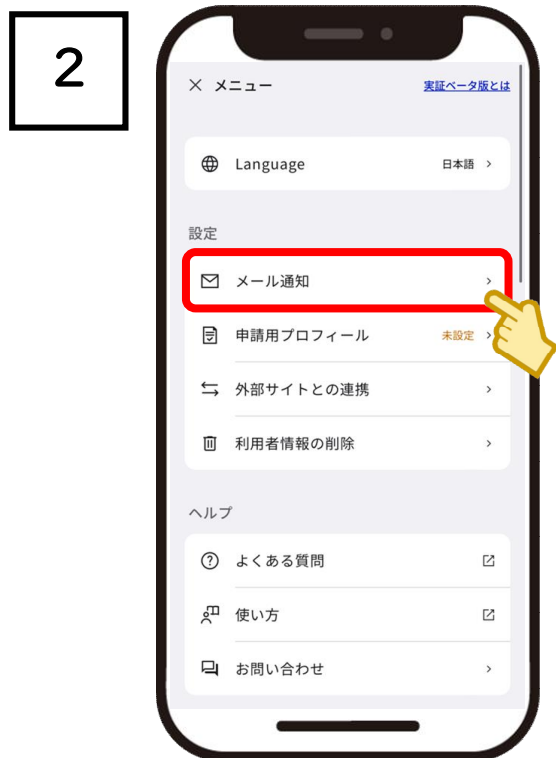 2
メニュー 実証ベータ版とは
Language 日本語
設定
メール通知
申請用プロフィール 未設定
外部サイトとの連携
利用者情報の削除
ヘルプ
よくある質問
使い方
お問い合わせ